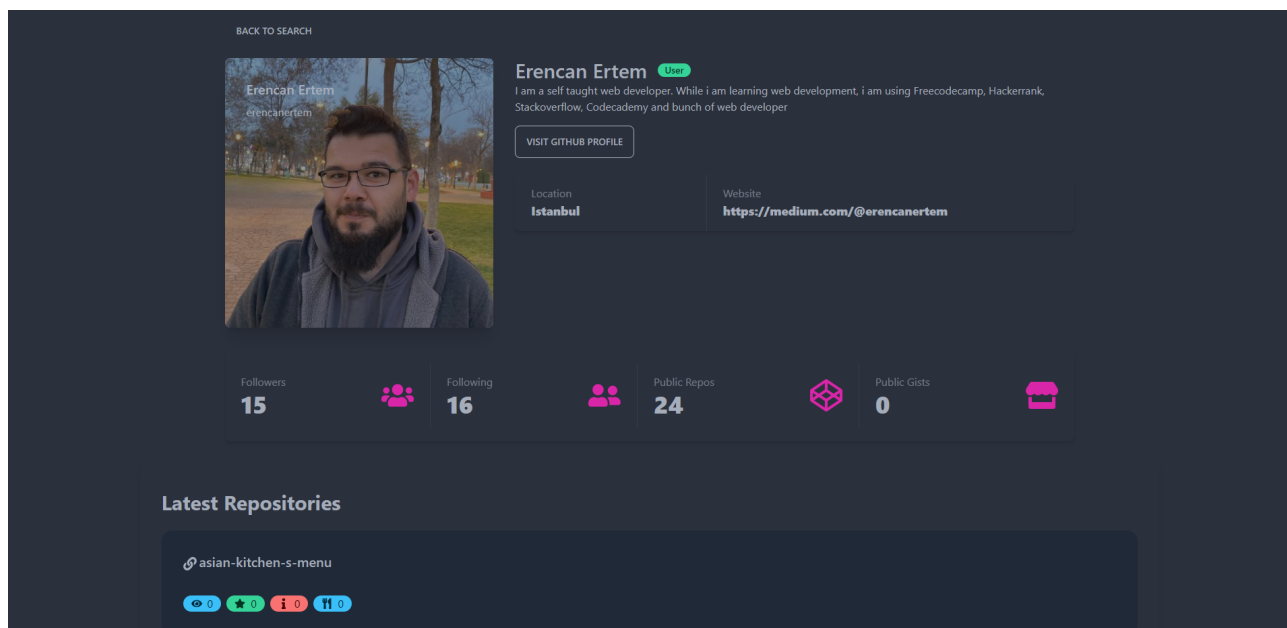 BACK TO SEARCH
Erencan Ertem
erencanertem
Erencan Ertem User
I am a self taught web developer. While i am learning web development, i am using Freecodecamp, Hackerrank,
Stackoverflow, Codecademy and bunch of web developer
VISIT GITHUB PROFILE
Location
Istanbul
Website
https://medium.com/@erencanertem
Followers
15
Following
16
Public Repos
24
Public Gists
0
Latest Repositories
asian-kitchen-s-menu
0 0 0 0